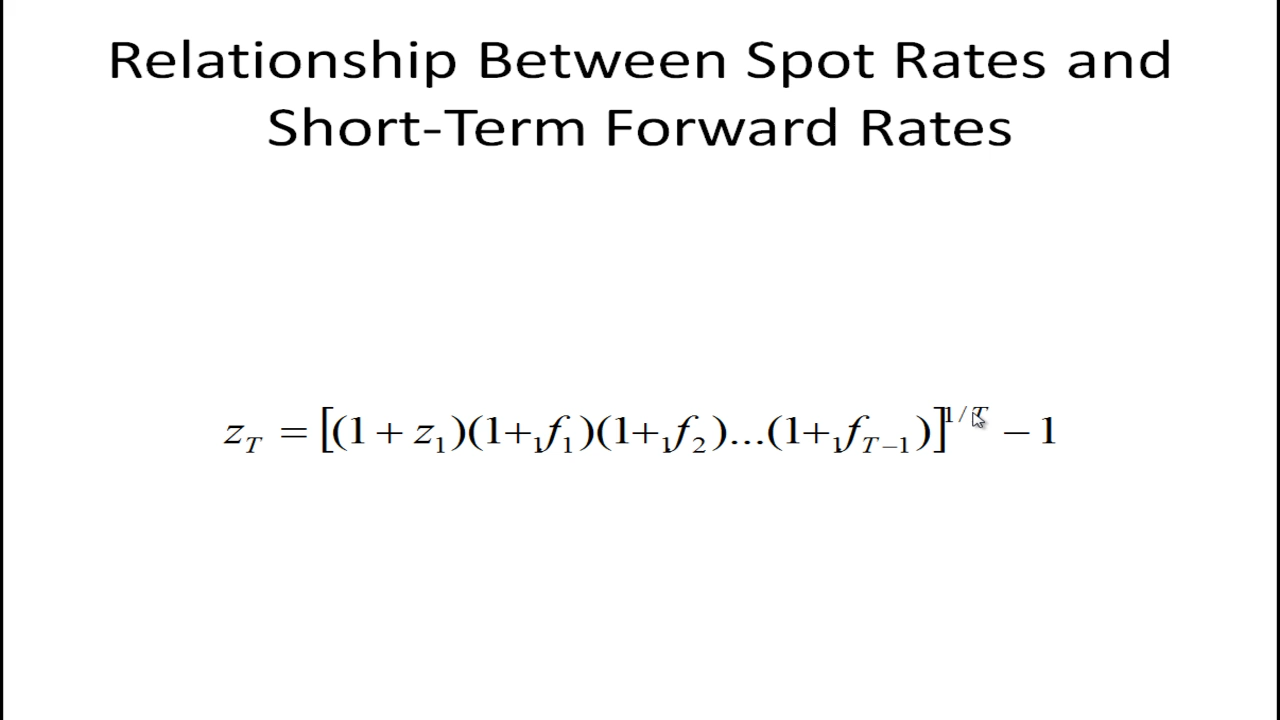 Relationship Between Spot Rates and
Short-Term Forward Rates
z_T = [(1 + z_1)(1+_1f_1)(1+_1f_2)...(1+_1f_{T-1})]^{1/T} - 1